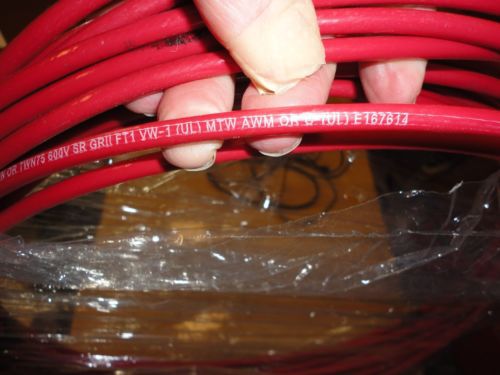 OR TWN75 600V SR GRII FT1 VW-1 (UL) MTW AWM OR (UL) E167614